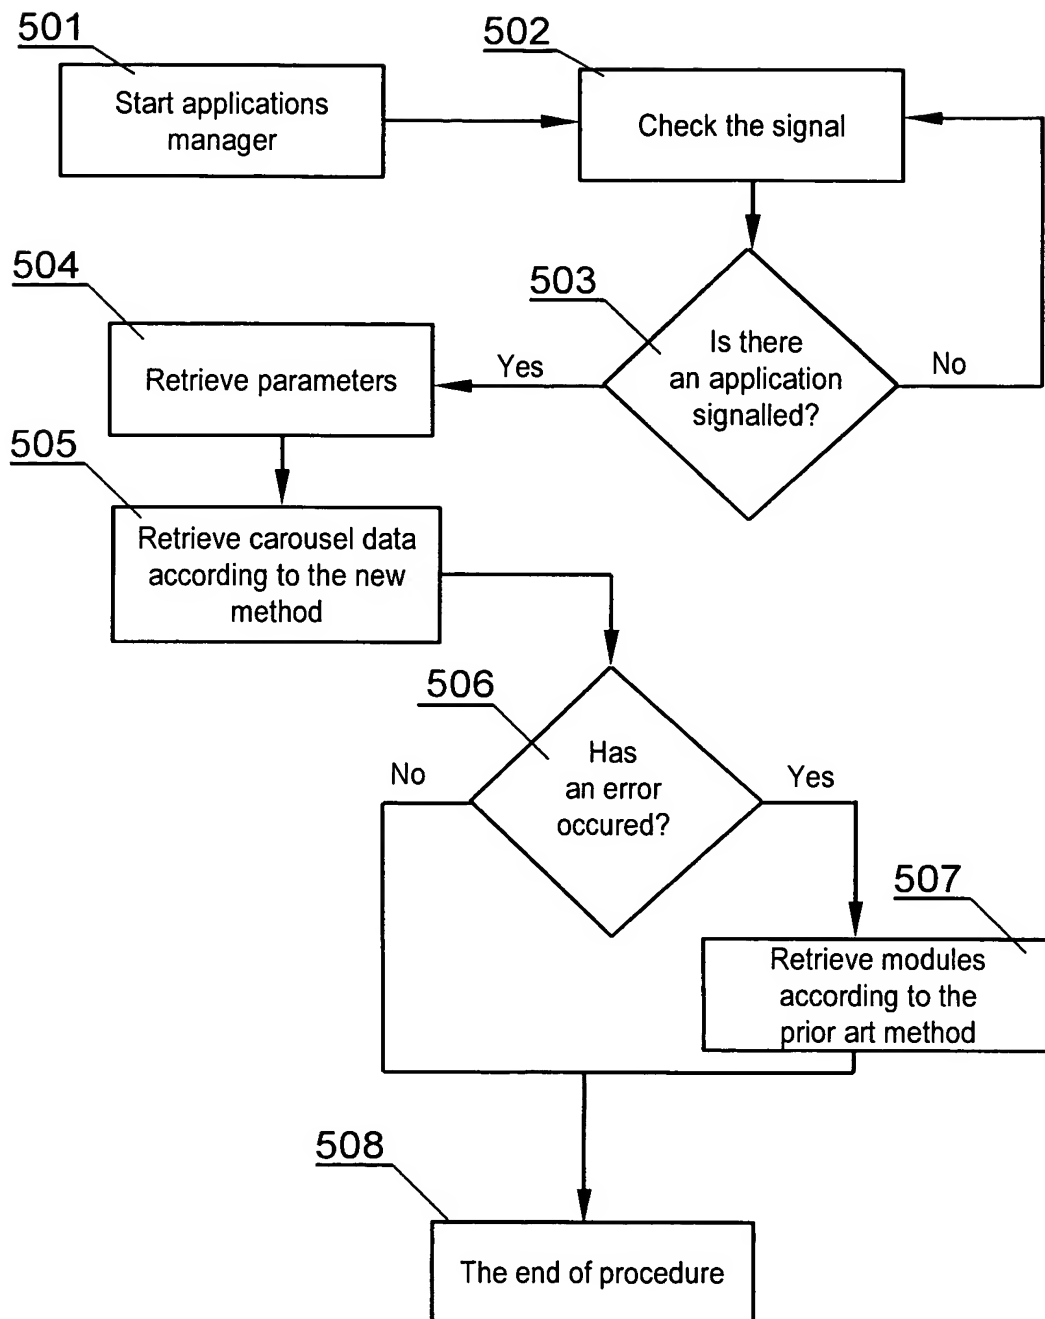 501
Start applications
manager
502
Check the signal
503
Is there
an application
signalled?
Yes
No
504
Retrieve parameters
505
Retrieve carousel data
according to the new
method
506
Has
an error
occured?
No
Yes
507
Retrieve modules
according to the
prior art method
508
The end of procedure